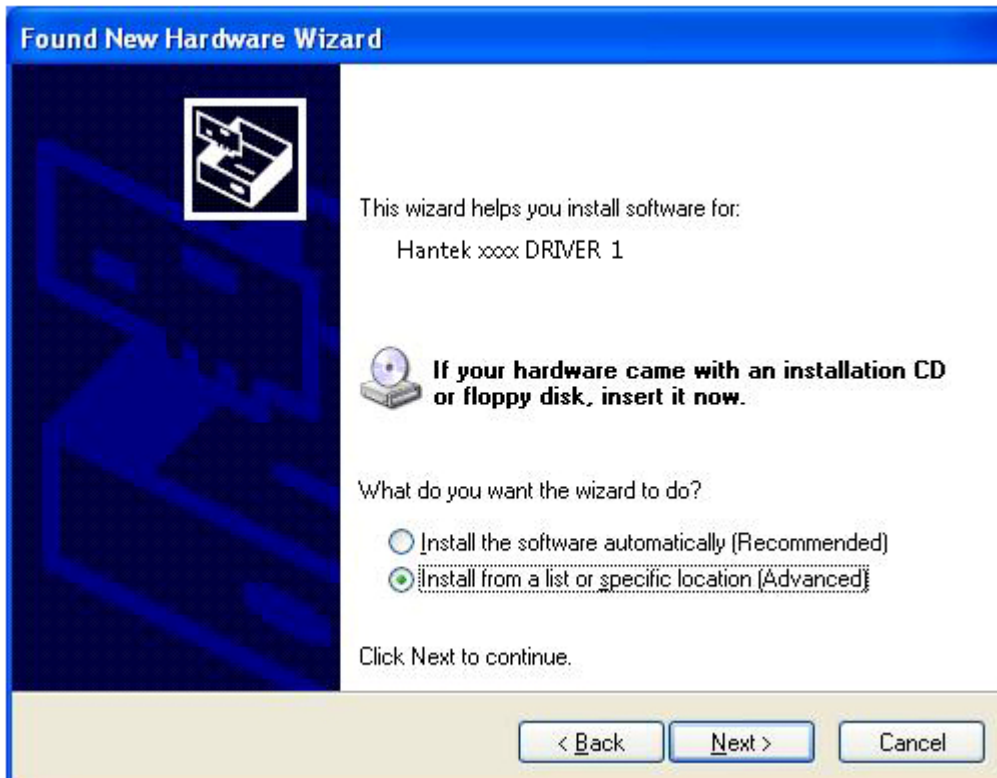 Found New Hardware Wizard
This wizard helps you install software for:
Hantek xxxx DRIVER 1
If your hardware came with an installation CD
or floppy disk, insert it now.
What do you want the wizard to do?
Install the software automatically (Recommended)
Install from a list or specific location (Advanced)
Click Next to continue.
< Back Next > Cancel